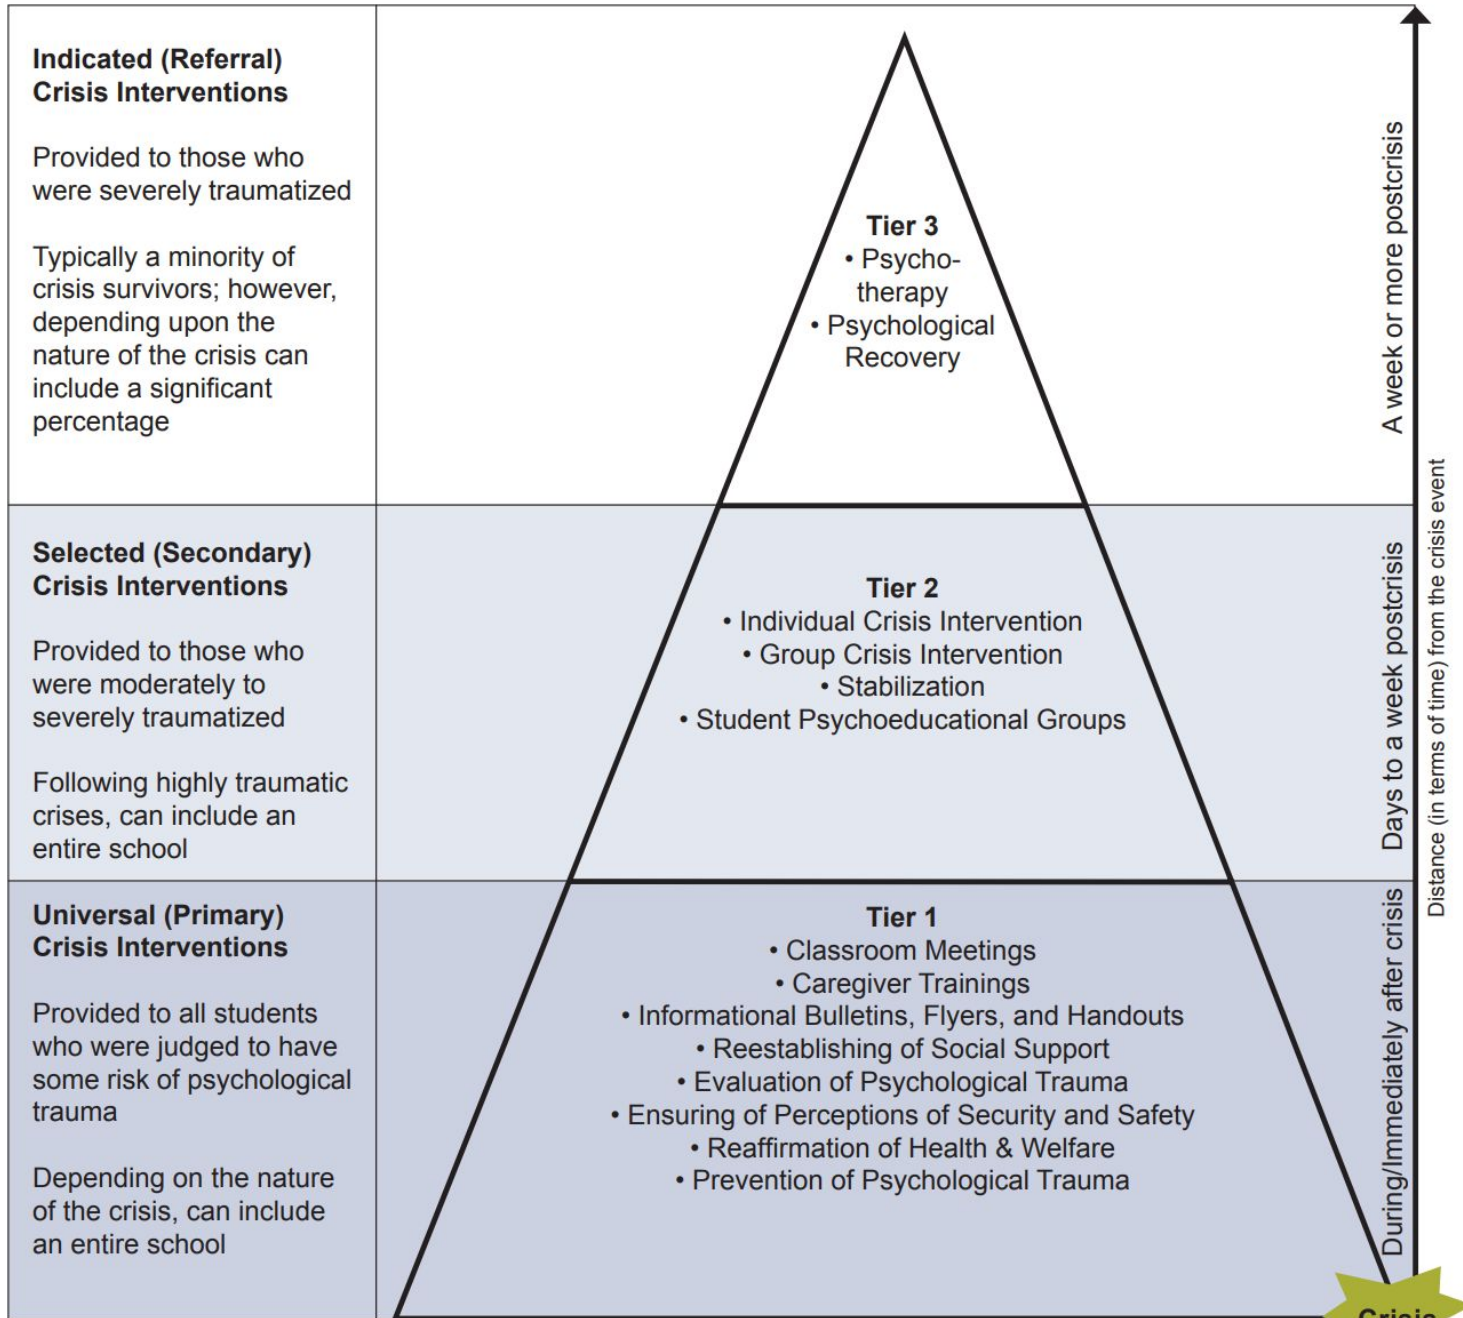 Indicated (Referral)
Crisis Interventions
Provided to those who
were severely traumatized
Typically a minority of
crisis survivors; however,
depending upon the
nature of the crisis can
include a significant
percentage
Tier 3
• Psycho-
therapy
• Psychological
Recovery
A week or more postcrisis
Selected (Secondary)
Crisis Interventions
Provided to those who
were moderately to
severely traumatized
Following highly traumatic
crises, can include an
entire school
Tier 2
• Individual Crisis Intervention
• Group Crisis Intervention
• Stabilization
• Student Psychoeducational Groups
Days to a week postcrisis
Universal (Primary)
Crisis Interventions
Provided to all students
who were judged to have
some risk of psychological
trauma
Depending on the nature
of the crisis, can include
an entire school
Tier 1
• Classroom Meetings
• Caregiver Trainings
• Informational Bulletins, Flyers, and Handouts
• Reestablishing of Social Support
• Evaluation of Psychological Trauma
• Ensuring of Perceptions of Security and Safety
• Reaffirmation of Health & Welfare
• Prevention of Psychological Trauma
During/Immediately after crisis
Distance (in terms of time) from the crisis event
Crisis